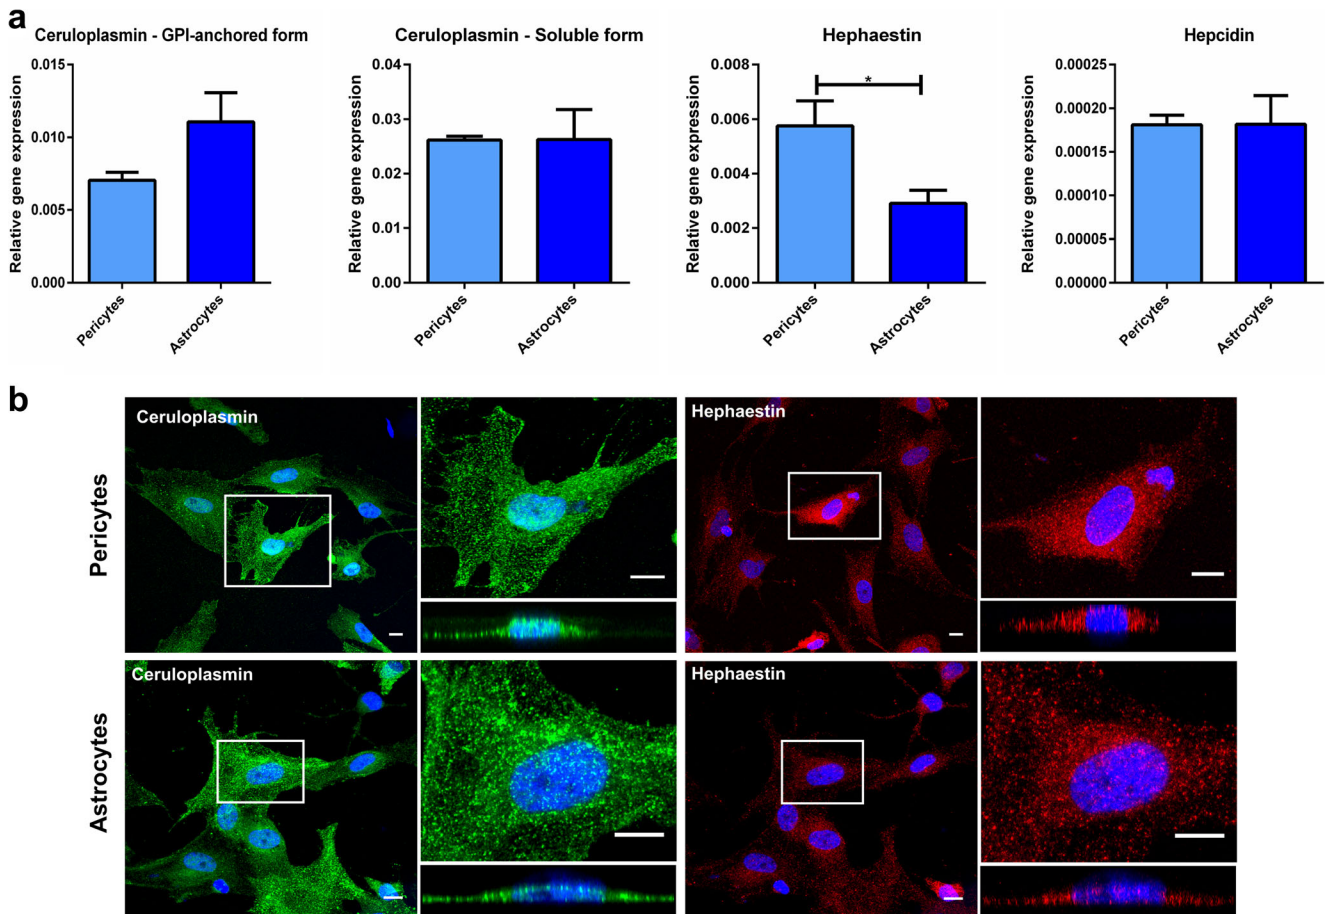 a
Ceruloplasmin - GPI-anchored form
Relative gene expression
0.015
0.010
0.005
0.000
Pericytes
Astrocytes
Ceruloplasmin - Soluble form
Relative gene expression
0.04
0.03
0.02
0.01
0.00
Pericytes
Astrocytes
Hephaestin
Relative gene expression
0.008
0.006
0.004
0.002
0.000
*
Pericytes
Astrocytes
Hepcidin
Relative gene expression
0.00025
0.00020
0.00015
0.00010
0.00005
0.00000
Pericytes
Astrocytes
b
Pericytes
Ceruloplasmin
Hephaestin
Astrocytes
Ceruloplasmin
Hephaestin